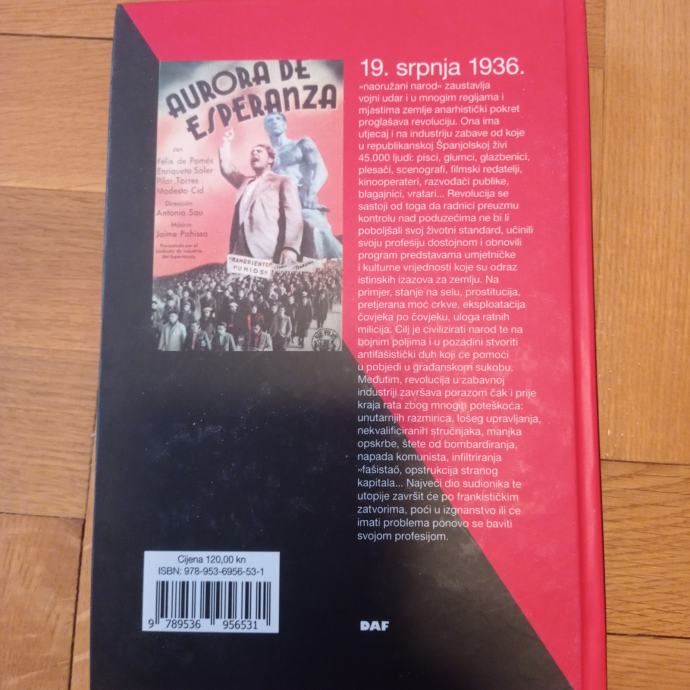 AURORA DE
ESPERANZA
con
Félix de Pomés
Enriqueta Soler
Pilar Torres
Modesto Cid
Dirección
Antonio Sau
Música
Jaime Pahissa
19. srpnja 1936.
»naoružani narod« zaustavlja
vojni udar i u mnogim regijama i
mjastima zemlje anarhistički pokret
proglašava revoluciju. Ona ima
utjecaj i na industriju zabave od koje
u republikanskoj Španjolskoj živi
45.000 ljudi: pisci, glumci, glazbenici,
plesači, scenografi, filmski redatelji,
kinooperateri, razvođači publike,
blagajnici, vratari... Revolucija se
sastoji od toga da radnici preuzmu
kontrolu nad poduzećima ne bi li
poboljšali svoj životni standard, učinili
svoju profesiju dostojnom i obnovili
program predstavama umjetničke
i kulturne vrijednosti koje su odraz
istinskih izazova za zemlju. Na
primjer, stanje na selu, prostitucija,
pretjerana moć crkve, eksploatacija
čovjeka po čovjeku, uloga ratnih
milicija. Cilj je civilizirati narod te na
bojnim poljima i u pozadini stvoriti
antifašistički duh koji će pomoći
u pobjedi u građanskom sukobu.
Međutim, revolucija u zabavnoj
industriji završava porazom čak i prije
kraja rata zbog mnogih poteškoća:
unutarnjih razmirica, lošeg upravljanja,
nekvalificiranih stručnjaka, manjka
opskrbe, štete od bombardiranja,
napada komunista, infiltriranja
»fašistaő, opstrukcija stranog
kapitala... Najveći dio sudionika te
utopije završit će po frankističkim
zatvorima, poći u izgnanstvo ili će
imati problema ponovo se baviti
svojom profesijom.
Cijena 120,00 kn
ISBN: 978-953-6956-53-1
9 789536 956531
DAF